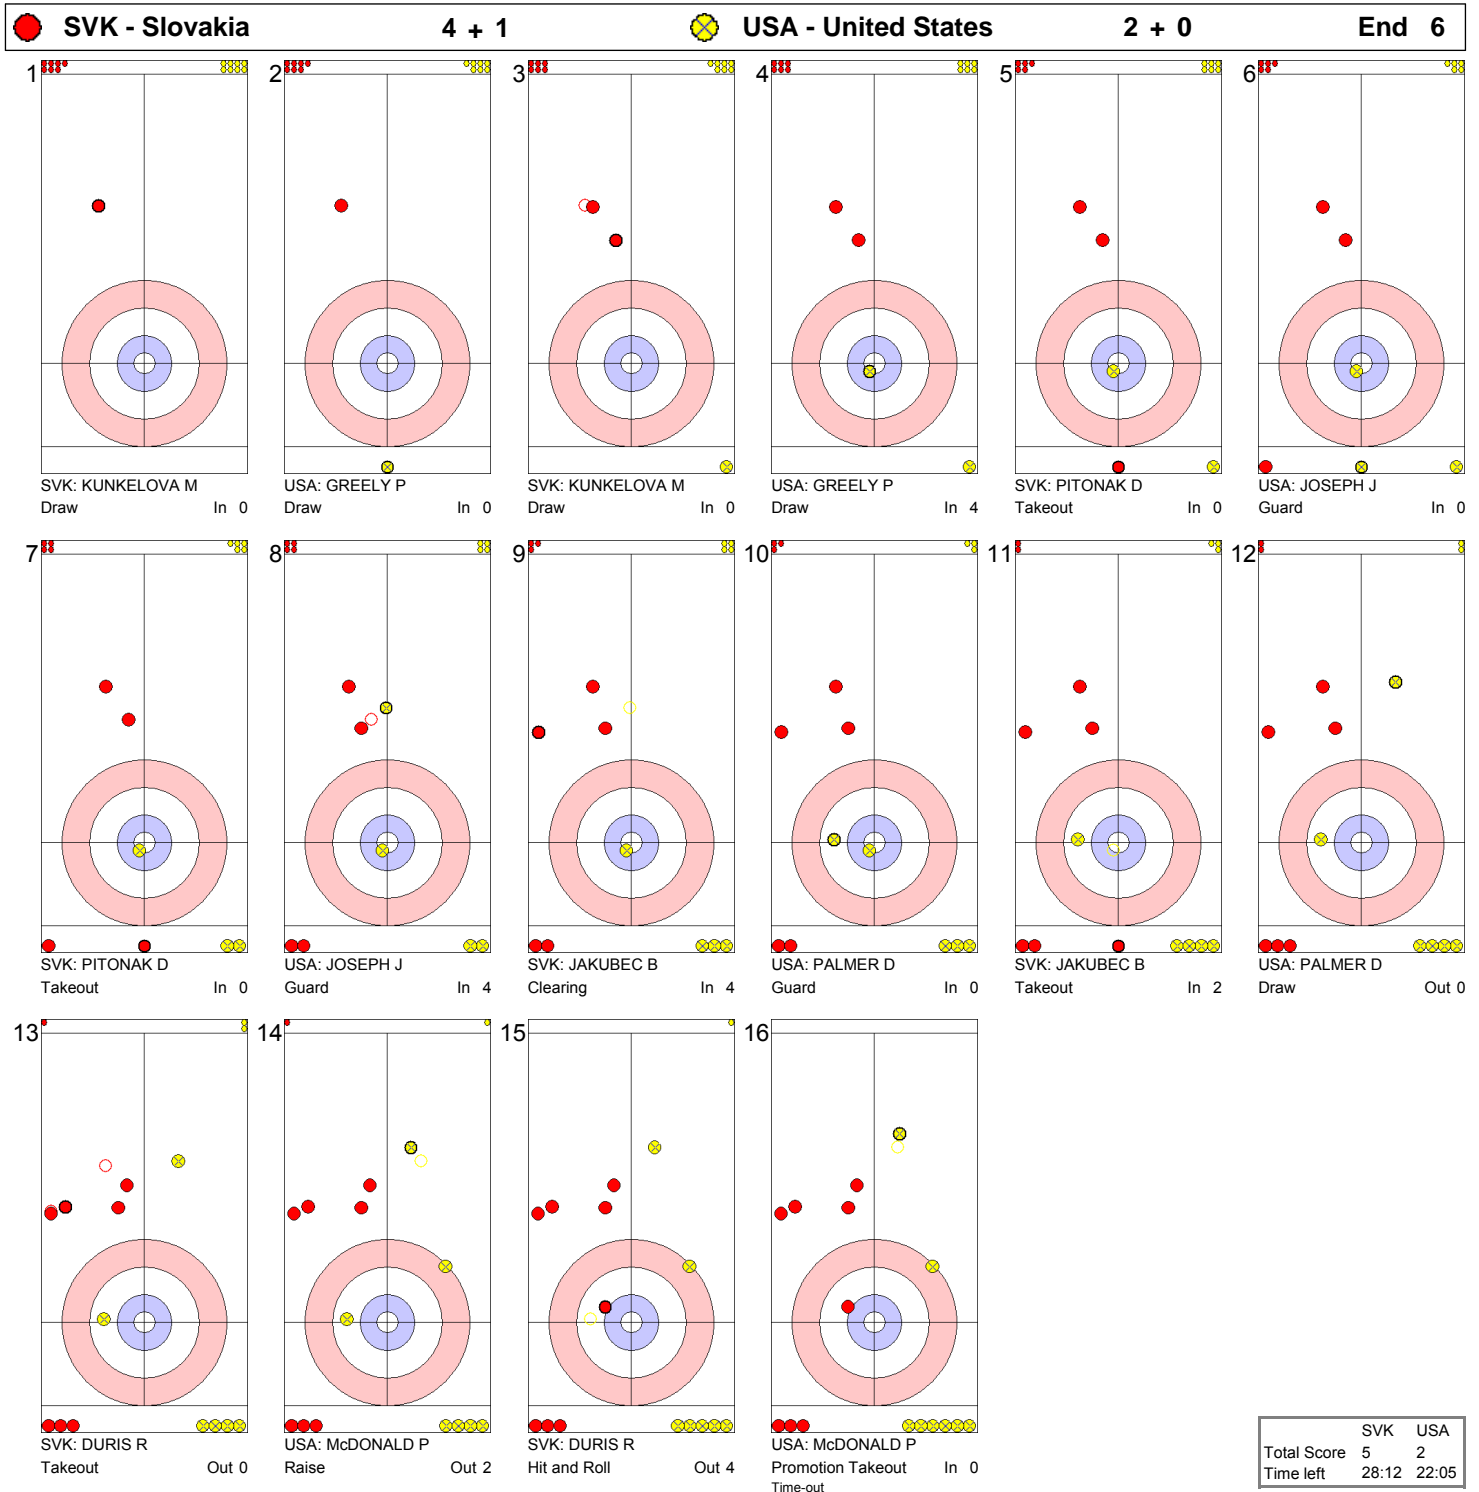 SVK - Slovakia 4 + 1 USA - United States 2 + 0 End 6
1 2 3 4 5 6
SVK: KUNKELOVA M USA: GREELY P SVK: KUNKELOVA M USA: GREELY P SVK: PITONAK D USA: JOSEPH J
Draw In 0 Draw In 0 Draw In 0 Draw In 4 Takeout In 0 Guard In 0
7 8 9 10 11 12
SVK: PITONAK D USA: JOSEPH J SVK: JAKUBEC B USA: PALMER D SVK: JAKUBEC B USA: PALMER D
Takeout In 0 Guard In 4 Clearing In 4 Guard In 0 Takeout In 2 Draw Out 0
13 14 15 16
SVK: DURIS R USA: McDONALD P SVK: DURIS R USA: McDONALD P
Takeout Out 0 Raise Out 2 Hit and Roll Out 4 Promotion Takeout In 0
Time-out
SVK USA
Total Score 5 2
Time left 28:12 22:05